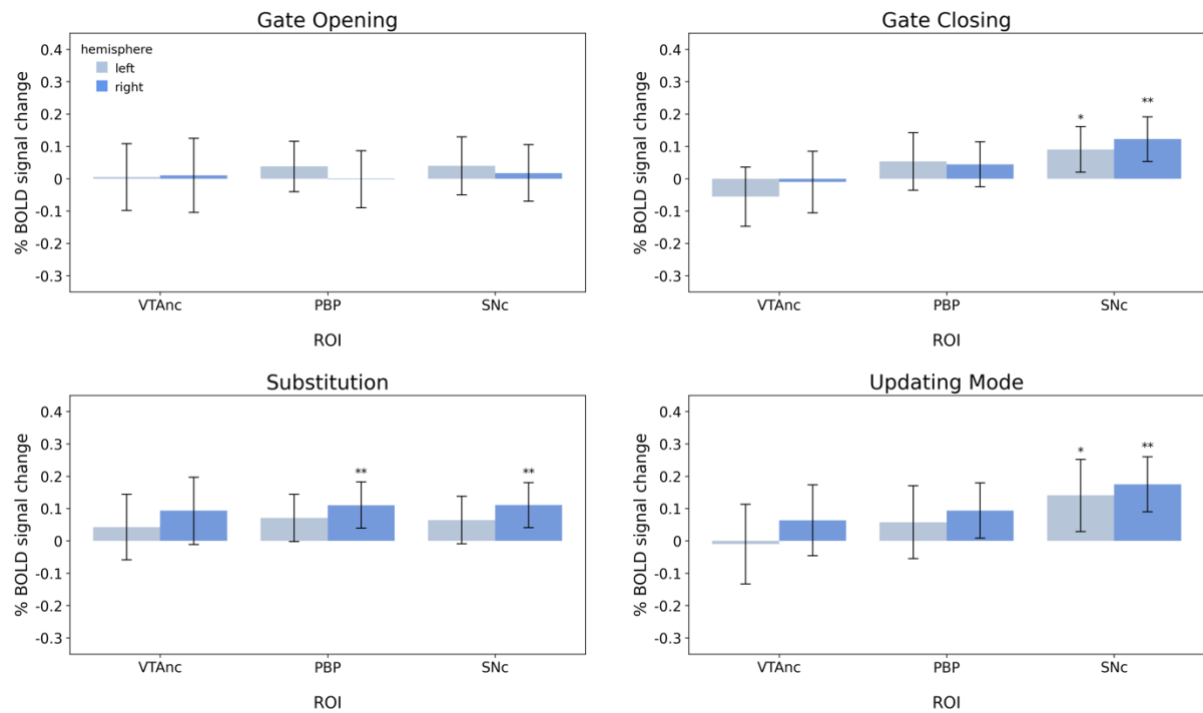 Gate Opening
hemisphere
left
right
% BOLD signal change
0.4
0.3
0.2
0.1
0
-0.1
-0.2
-0.3
VTAnc PBP SNc
ROI
Gate Closing
% BOLD signal change
0.4
0.3
0.2
0.1
0
-0.1
-0.2
-0.3
* **
VTAnc PBP SNc
ROI
Substitution
% BOLD signal change
0.4
0.3
0.2
0.1
0
-0.1
-0.2
-0.3
** **
VTAnc PBP SNc
ROI
Updating Mode
% BOLD signal change
0.4
0.3
0.2
0.1
0
-0.1
-0.2
-0.3
* **
VTAnc PBP SNc
ROI